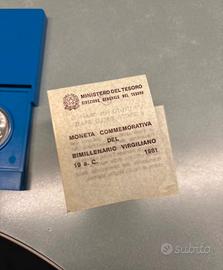 MINISTERO DEL TESORO
DIREZIONE GENERALE DEL TESORO
MONETA COMMEMORATIVA
DEL
BIMILLENARIO VIRGILIANO
19 a. C. 1981
subito